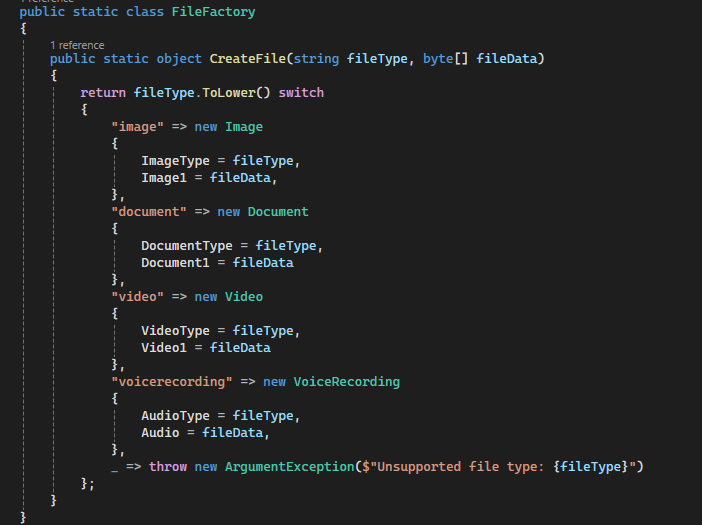 1 reference
public static class FileFactory
{
1 reference
public static object CreateFile(string fileType, byte[] fileData)
{
return fileType.ToLower() switch
{
"image" => new Image
{
ImageType = fileType,
Image1 = fileData,
},
"document" => new Document
{
DocumentType = fileType,
Document1 = fileData
},
"video" => new Video
{
VideoType = fileType,
Video1 = fileData
},
"voicerecording" => new VoiceRecording
{
AudioType = fileType,
Audio = fileData,
},
_ => throw new ArgumentException($"Unsupported file type: {fileType}")
};
}
}